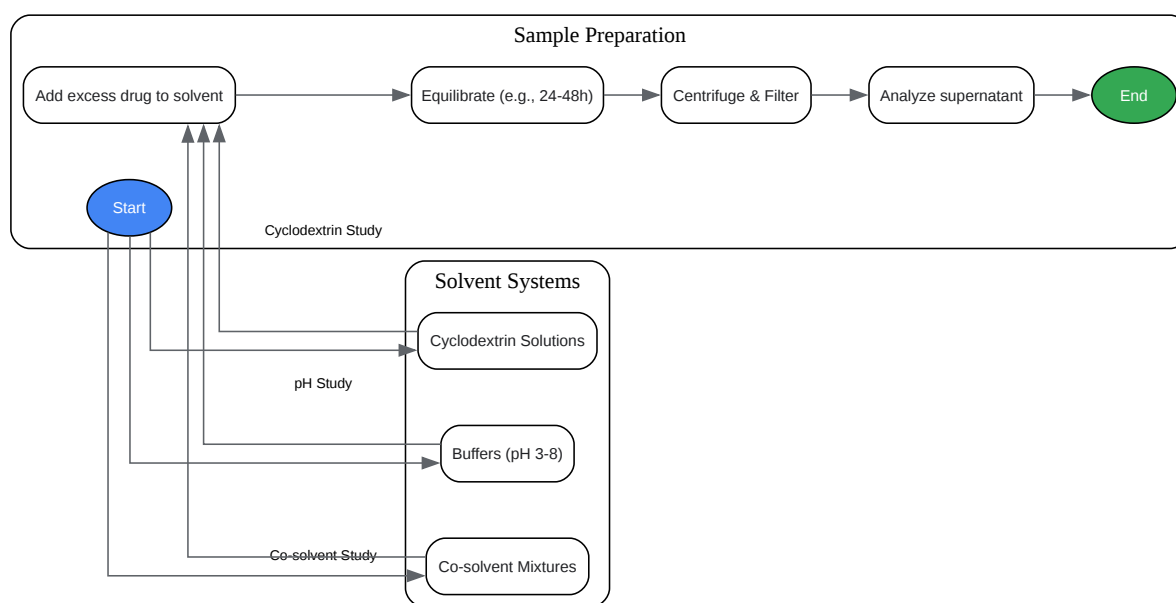 Sample Preparation
Add excess drug to solvent
Equilibrate (e.g., 24-48h)
Centrifuge & Filter
Analyze supernatant
End
Start
Cyclodextrin Study
Solvent Systems
Cyclodextrin Solutions
pH Study
Buffers (pH 3-8)
Co-solvent Study
Co-solvent Mixtures